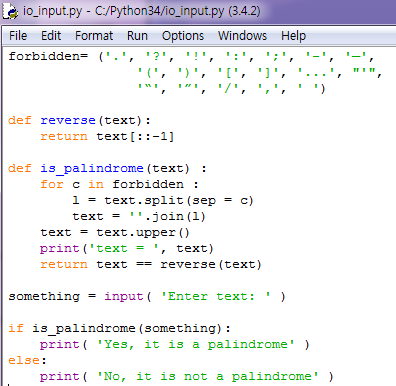 io_input.py - C:/Python34/io_input.py (3.4.2)
File Edit Format Run Options Windows Help
forbidden= ('.', '?', '!', ':', ';', '-', '—',
'(', ')', '[', ']', '...', "'",
'“', '”', '/', ',', ' ')
def reverse(text):
return text[::-1]
def is_palindrome(text) :
for c in forbidden :
l = text.split(sep = c)
text = ''.join(l)
text = text.upper()
print('text = ', text)
return text == reverse(text)
something = input( 'Enter text: ' )
if is_palindrome(something):
print( 'Yes, it is a palindrome' )
else:
print( 'No, it is not a palindrome' )